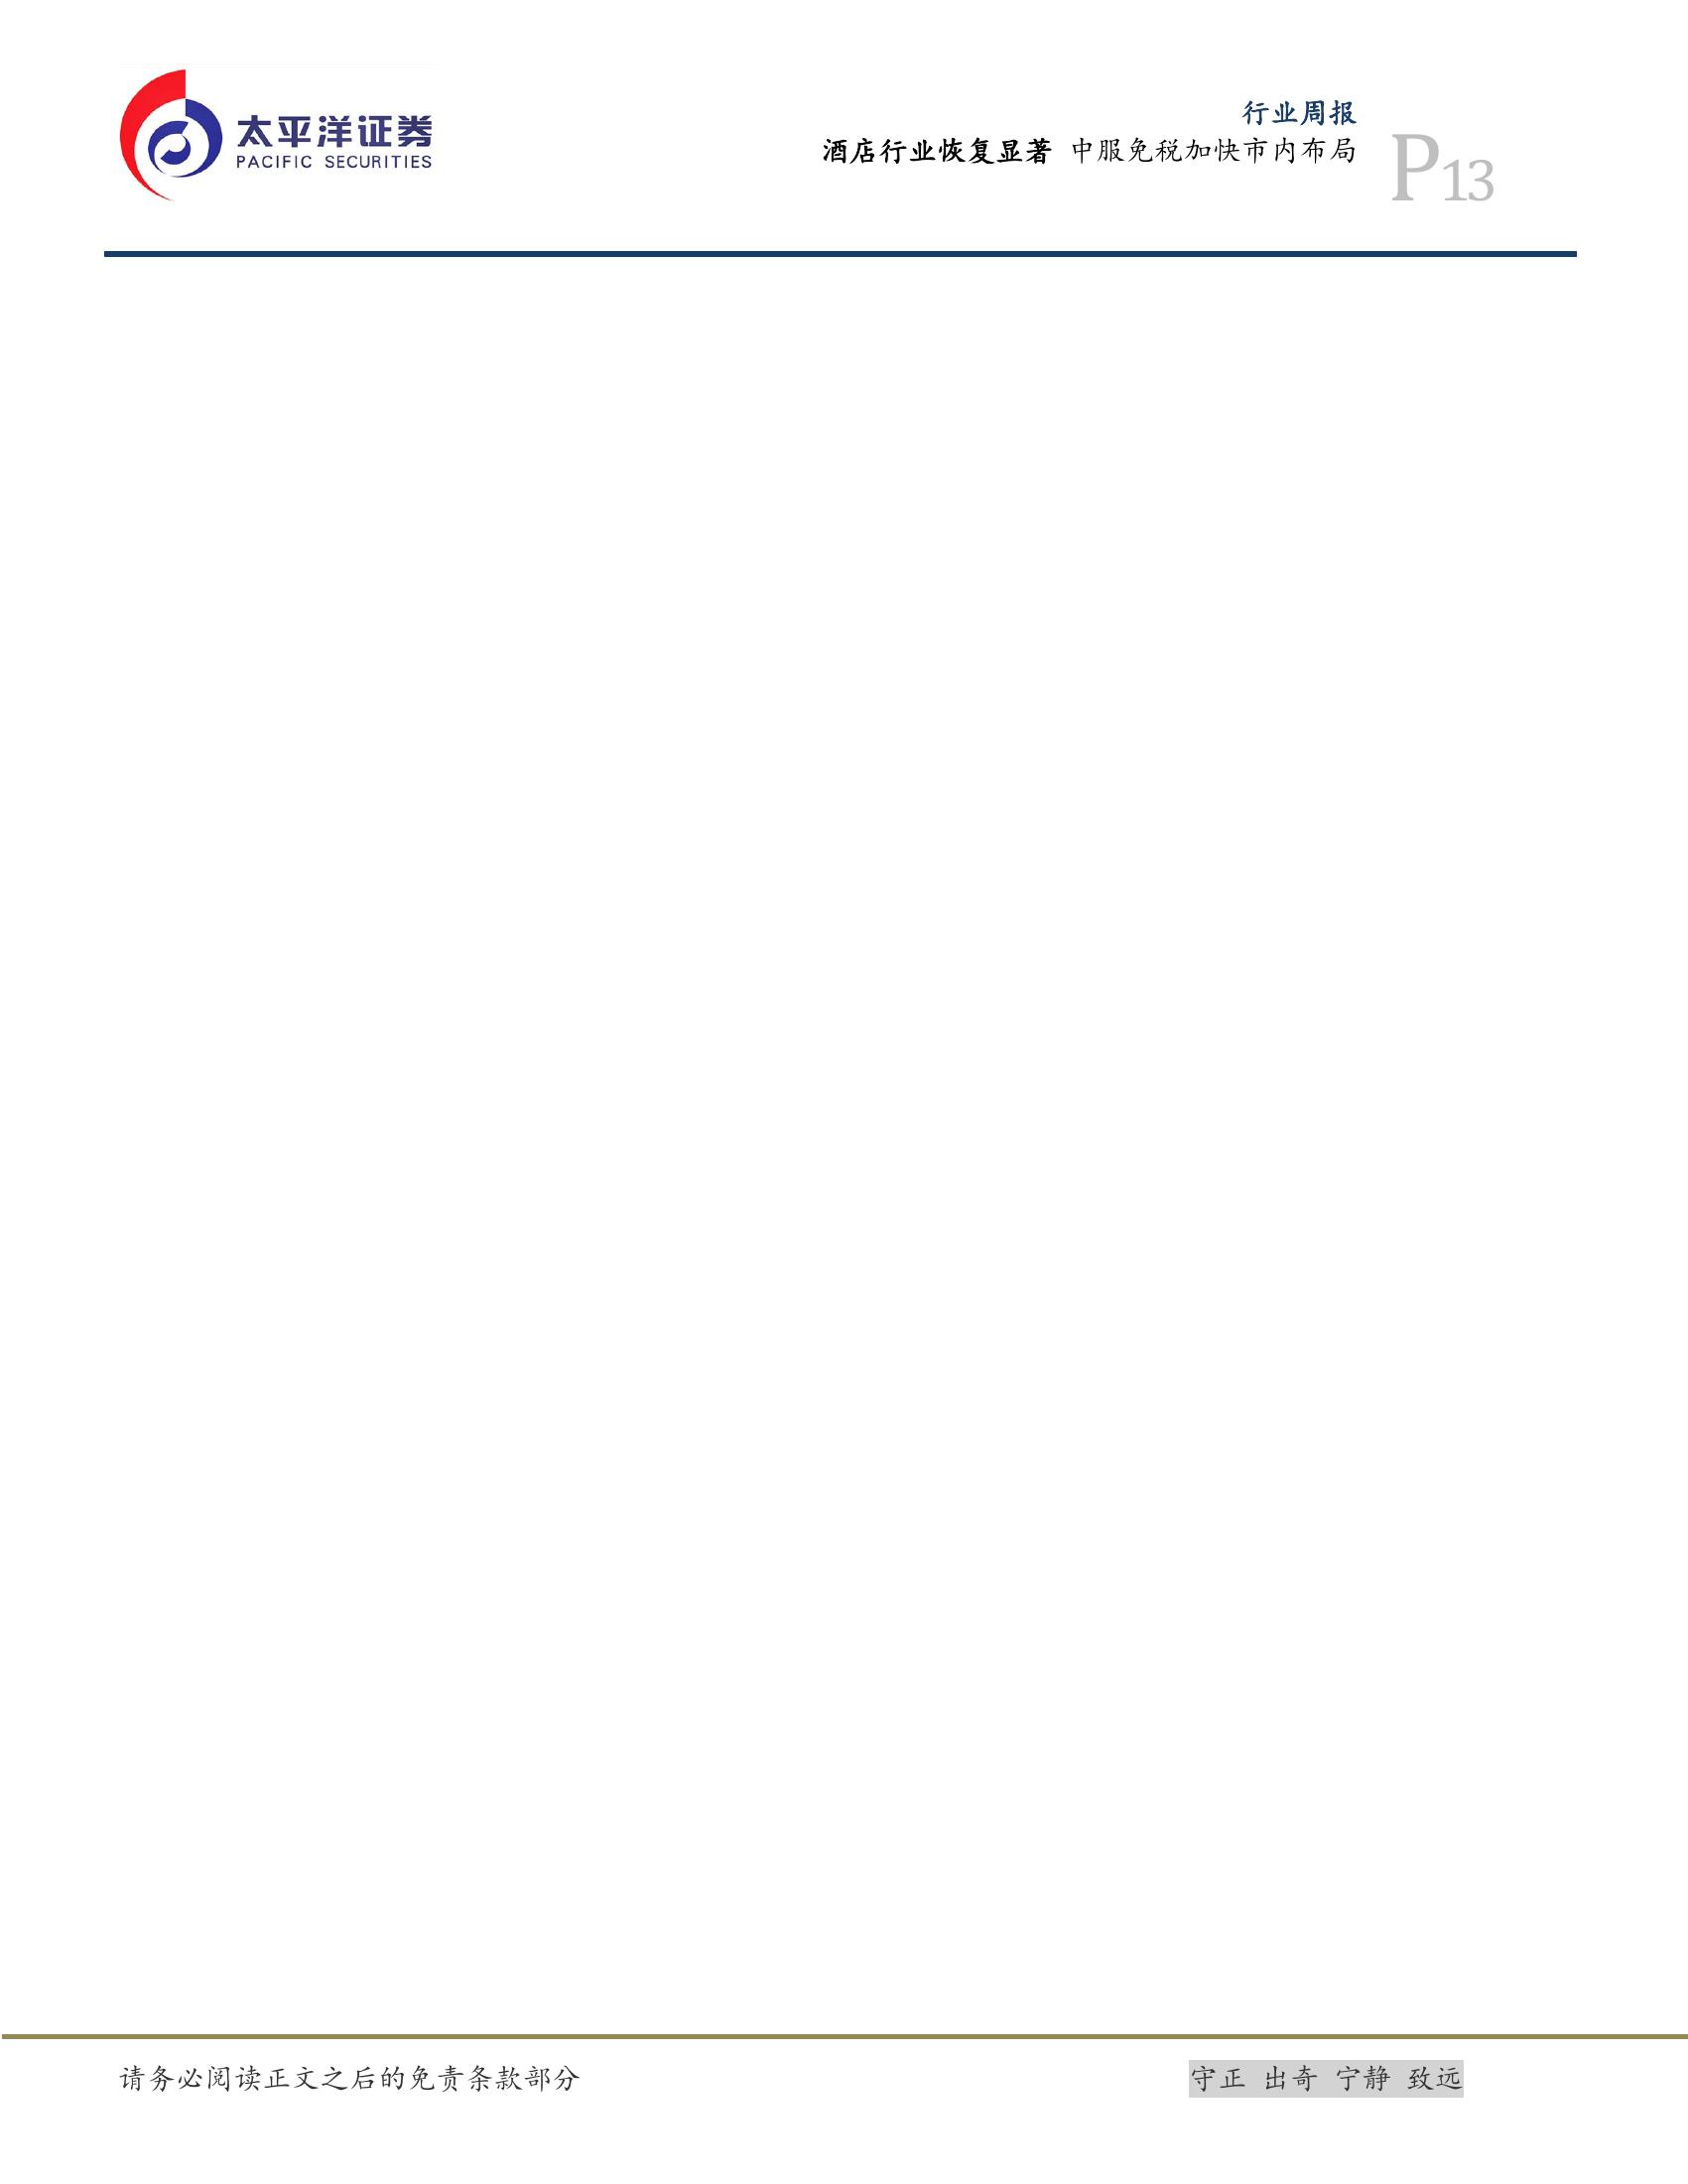 太平洋证券
PACIFIC SECURITIES
行业周报
酒店行业恢复显著 中服免税加快市内布局
P13
请务必阅读正文之后的免责条款部分
守正 出奇 宁静 致远